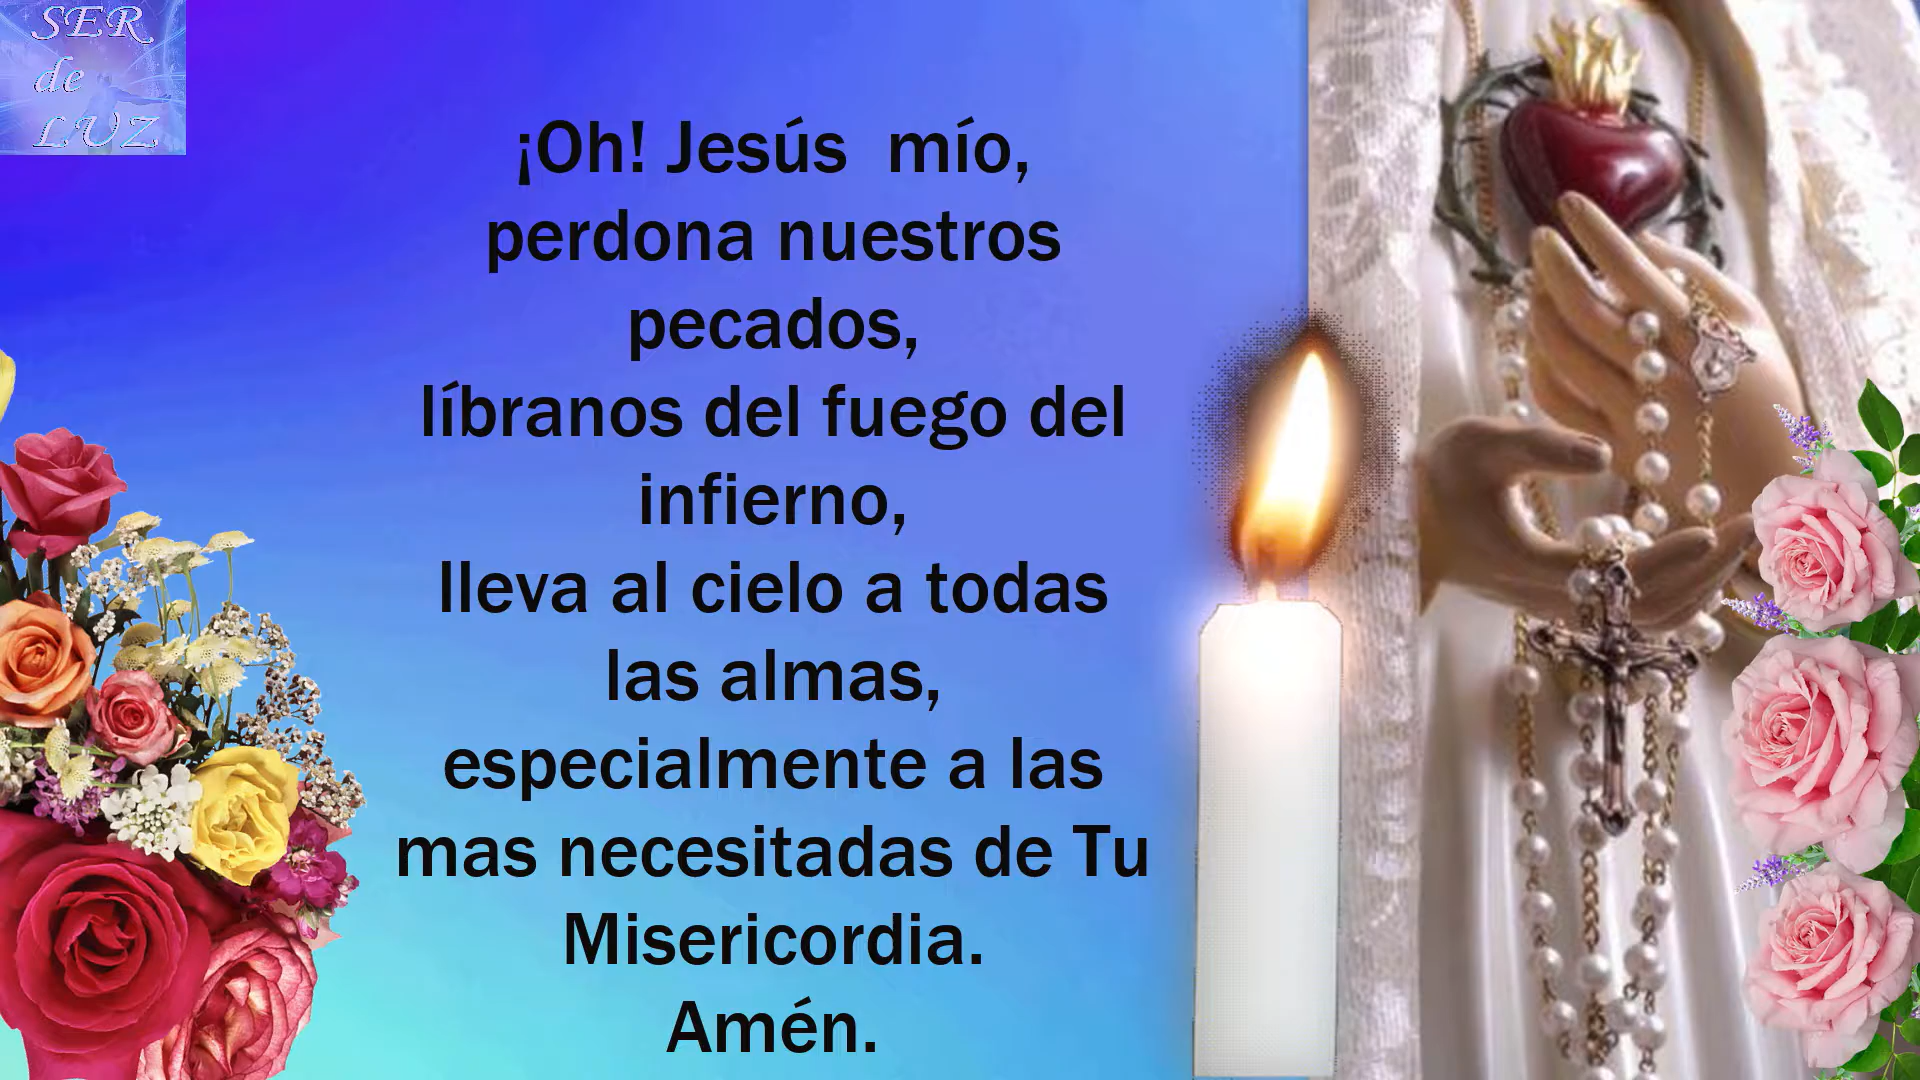 SER
de
LUZ
¡Oh! Jesús mío,
perdona nuestros
pecados,
líbranos del fuego del
infierno,
lleva al cielo a todas
las almas,
especialmente a las
mas necesitadas de Tu
Misericordia.
Amén.